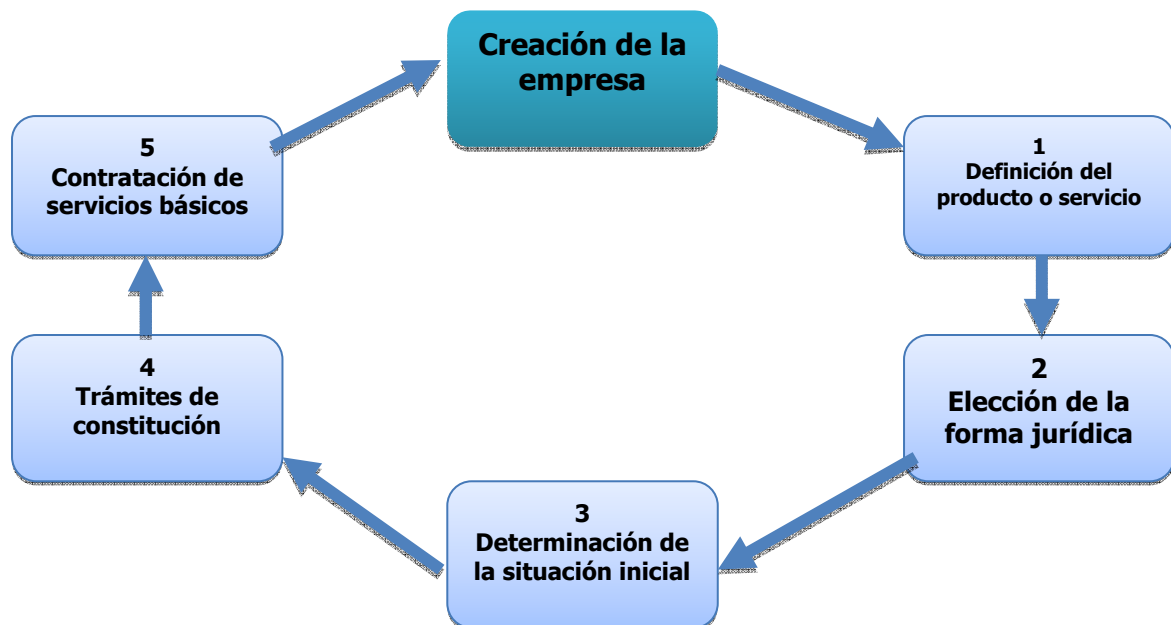 Creación de la
empresa
1
Definición del
producto o servicio
2
Elección de la
forma jurídica
3
Determinación de
la situación inicial
4
Trámites de
constitución
5
Contratación de
servicios básicos